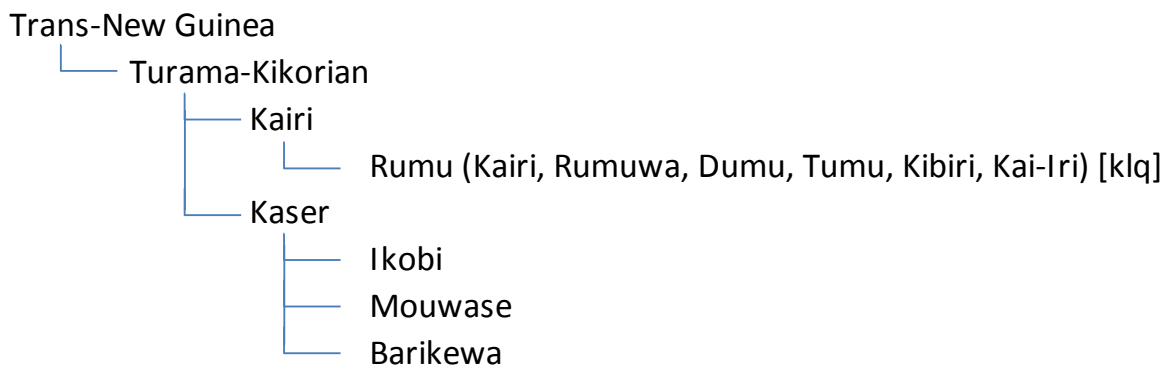 Trans-New Guinea
Turama-Kikorian
Kairi
Rumu (Kairi, Rumuwa, Dumu, Tumu, Kibiri, Kai-Iri) [klq]
Kaser
Ikobi
Mouwase
Barikewa